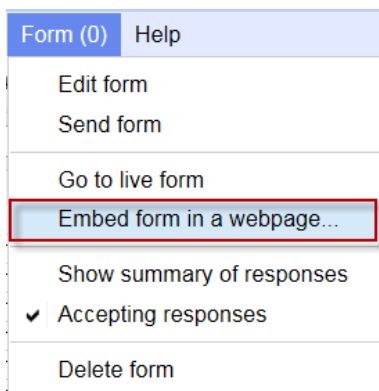 Form (0) Help
Edit form
Send form
Go to live form
Embed form in a webpage...
Show summary of responses
Accepting responses
Delete form